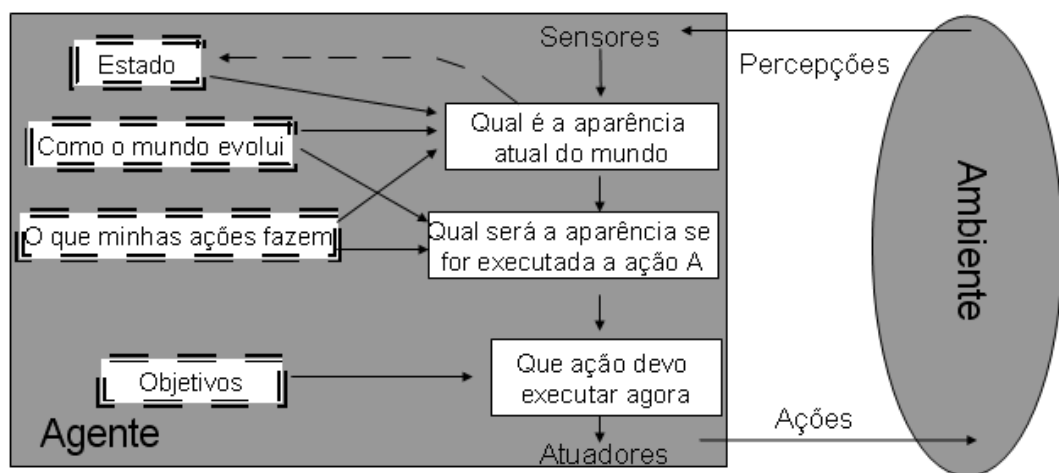 Sensores
Percepções
Estado
Qual é a aparência
atual do mundo
Como o mundo evolui
O que minhas ações fazem
Qual será a aparência se
for executada a ação A
Objetivos
Que ação devo
executar agora
Agente
Atuadores
Ações
Ambiente